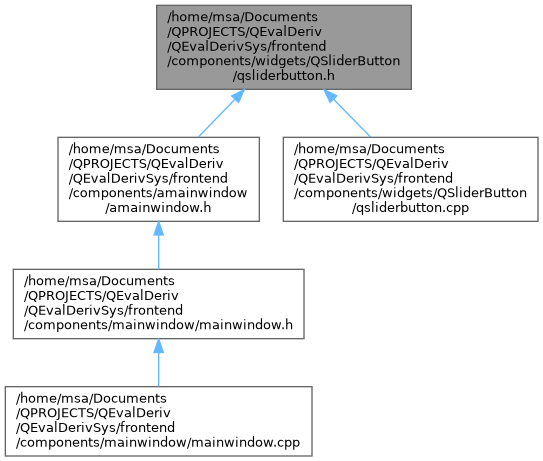 /home/msa/Documents
/QPROJECTS/QEvalDeriv
/QEvalDerivSys/frontend
/components/widgets/QSliderButton
/qsliderbutton.h
/home/msa/Documents
/QPROJECTS/QEvalDeriv
/QEvalDerivSys/frontend
/components/amainwindow
/amainwindow.h
/home/msa/Documents
/QPROJECTS/QEvalDeriv
/QEvalDerivSys/frontend
/components/widgets/QSliderButton
/qsliderbutton.cpp
/home/msa/Documents
/QPROJECTS/QEvalDeriv
/QEvalDerivSys/frontend
/components/mainwindow/mainwindow.h
/home/msa/Documents
/QPROJECTS/QEvalDeriv
/QEvalDerivSys/frontend
/components/mainwindow/mainwindow.cpp